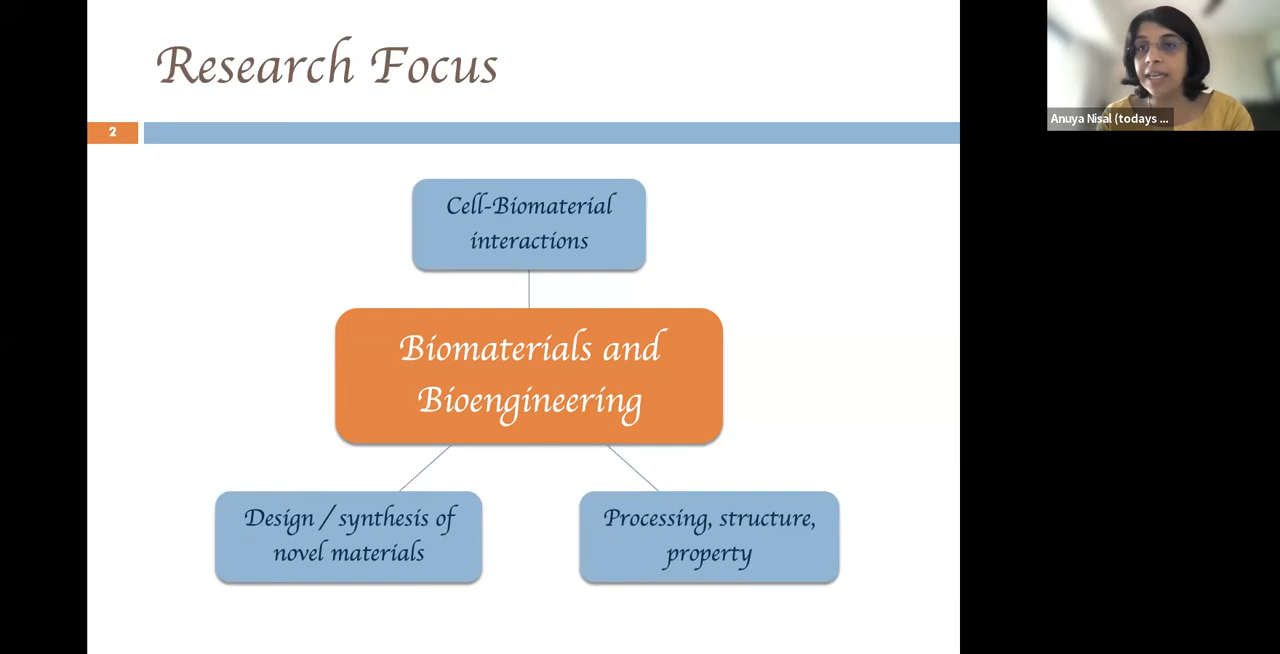 Research Focus
2
Cell-Biomaterial
interactions
Biomaterials and
Bioengineering
Design / synthesis of
novel materials
Processing, structure,
property
Anuya Nisal (todays ...